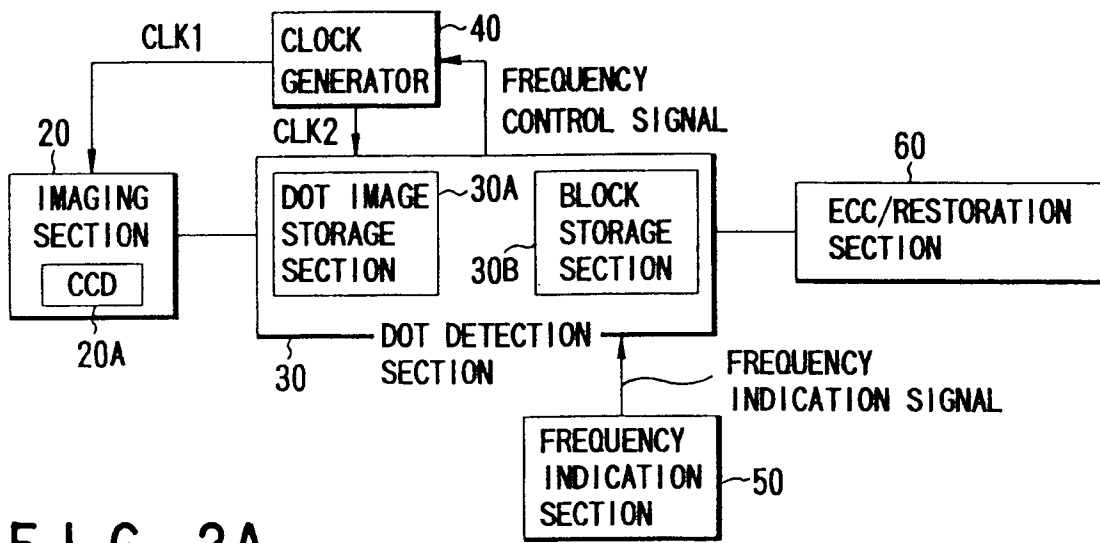 CLK1
CLOCK
GENERATOR
40
FREQUENCY
CONTROL SIGNAL
CLK2
20
IMAGING
SECTION
CCD
20A
DOT IMAGE
STORAGE
SECTION
30A
BLOCK
STORAGE
SECTION
30B
60
ECC/RESTORATION
SECTION
30
DOT DETECTION
SECTION
FREQUENCY
INDICATION SIGNAL
FREQUENCY
INDICATION
SECTION
50